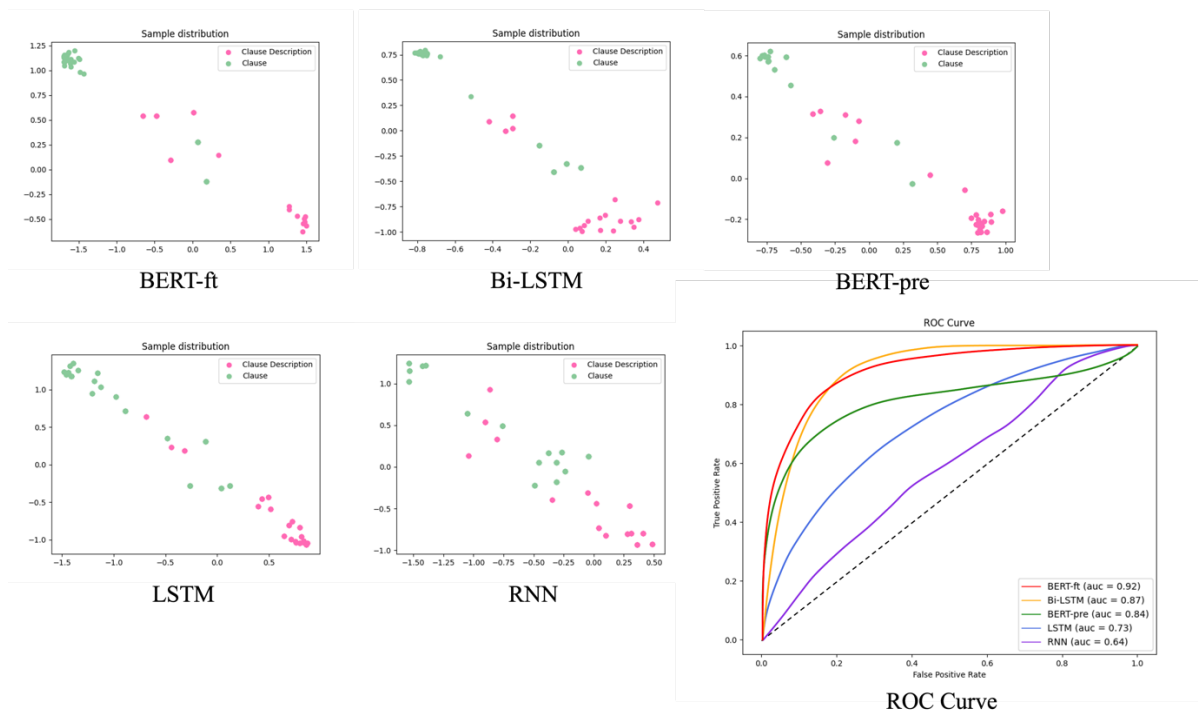 Sample distribution
Clause Description
Clause
1.25
1.00
0.75
0.50
0.25
0.00
−0.25
−0.50
−1.5 −1.0 −0.5 0.0 0.5 1.0 1.5
BERT-ft
Sample distribution
Clause Description
Clause
0.75
0.50
0.25
0.00
−0.25
−0.50
−0.75
−1.00
−0.8 −0.6 −0.4 −0.2 0.0 0.2 0.4
Bi-LSTM
Sample distribution
Clause Description
Clause
0.6
0.4
0.2
0.0
−0.2
−0.75 −0.50 −0.25 0.00 0.25 0.50 0.75 1.00
BERT-pre
Sample distribution
Clause Description
Clause
1.0
0.5
0.0
−0.5
−1.0
−1.5 −1.0 −0.5 0.0 0.5
LSTM
Sample distribution
Clause Description
Clause
1.0
0.5
0.0
−0.5
−1.0
−1.50 −1.25 −1.00 −0.75 −0.50 −0.25 0.00 0.25 0.50
RNN
ROC Curve
True Positive Rate
1.0
0.8
0.6
0.4
0.2
0.0
BERT-ft (auc = 0.92)
Bi-LSTM (auc = 0.87)
BERT-pre (auc = 0.84)
LSTM (auc = 0.73)
RNN (auc = 0.64)
0.0 0.2 0.4 0.6 0.8 1.0
False Positive Rate
ROC Curve